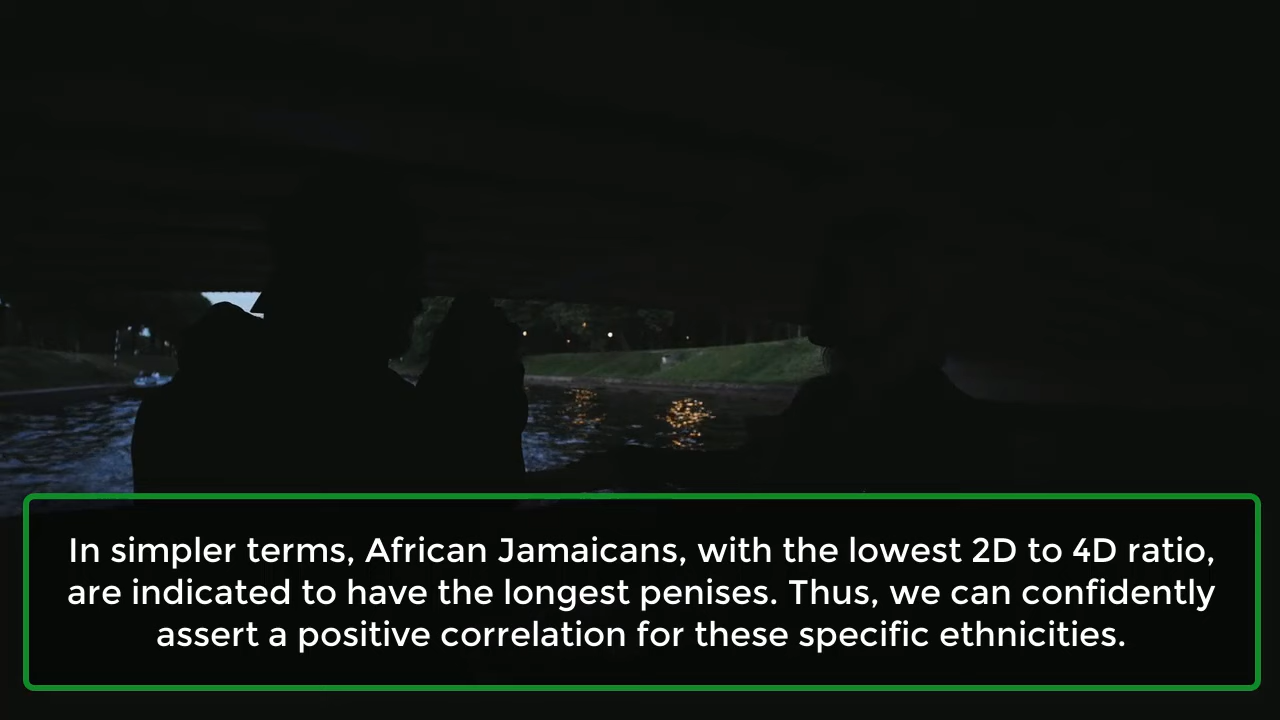 In simpler terms, African Jamaicans, with the lowest 2D to 4D ratio,
are indicated to have the longest penises. Thus, we can confidently
assert a positive correlation for these specific ethnicities.